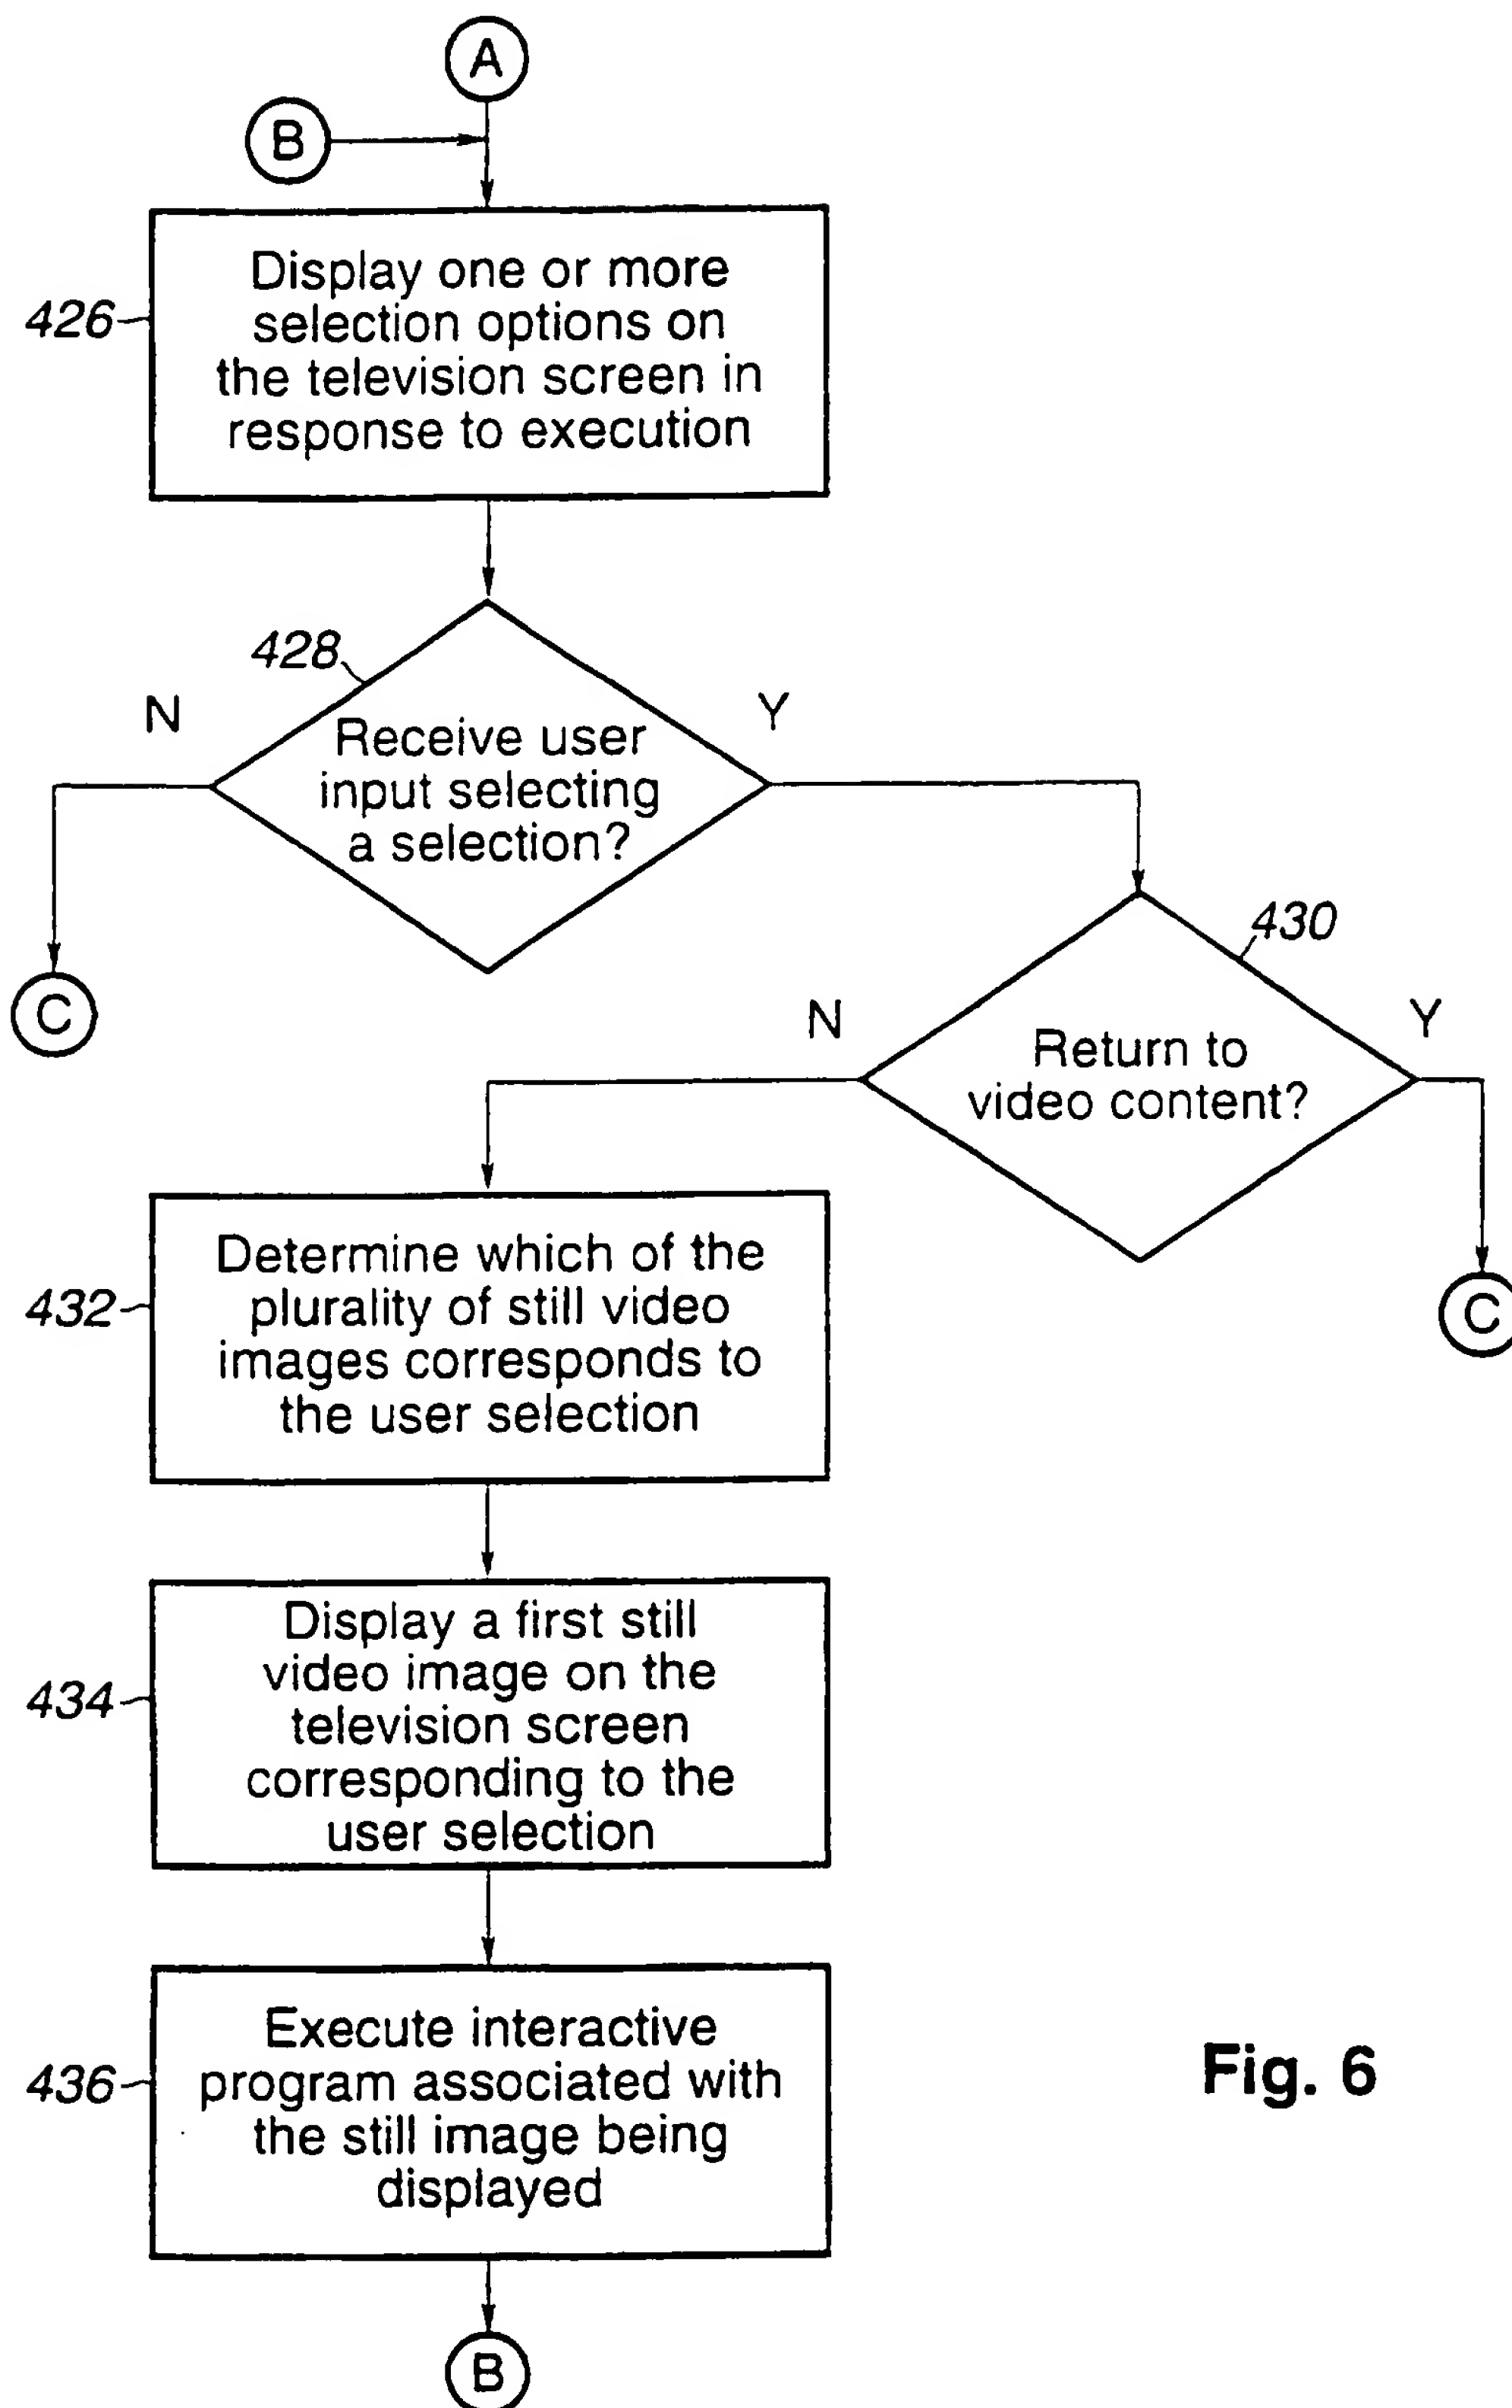 A
B
Display one or more
selection options on
the television screen in
response to execution
426
428
N
Y
Receive user
input selecting
a selection?
C
430
N
Y
Return to
video content?
C
432
Determine which of the
plurality of still video
images corresponds to
the user selection
434
Display a first still
video image on the
television screen
corresponding to the
user selection
436
Execute interactive
program associated with
the still image being
displayed
Fig. 6
B